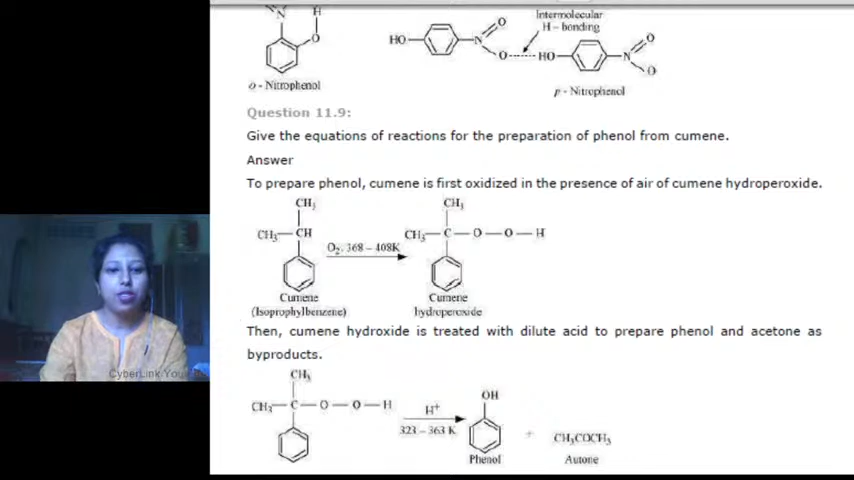 N
H
O
o - Nitrophenol
HO
N
O
O
Intermolecular
H – bonding
HO
N
O
O
p - Nitrophenol
Question 11.9:
Give the equations of reactions for the preparation of phenol from cumene.
Answer
To prepare phenol, cumene is first oxidized in the presence of air of cumene hydroperoxide.
CH3
CH3 — CH
O2, 368 – 408K
CH3
CH3 — C — O — O — H
Cumene
(Isoprophylbenzene)
Cumene
hydroperoxide
Then, cumene hydroxide is treated with dilute acid to prepare phenol and acetone as
byproducts.
CH3
CH3 — C — O — O — H
H+
323 – 363 K
OH
Phenol
+
CH3COCH3
CyberLink